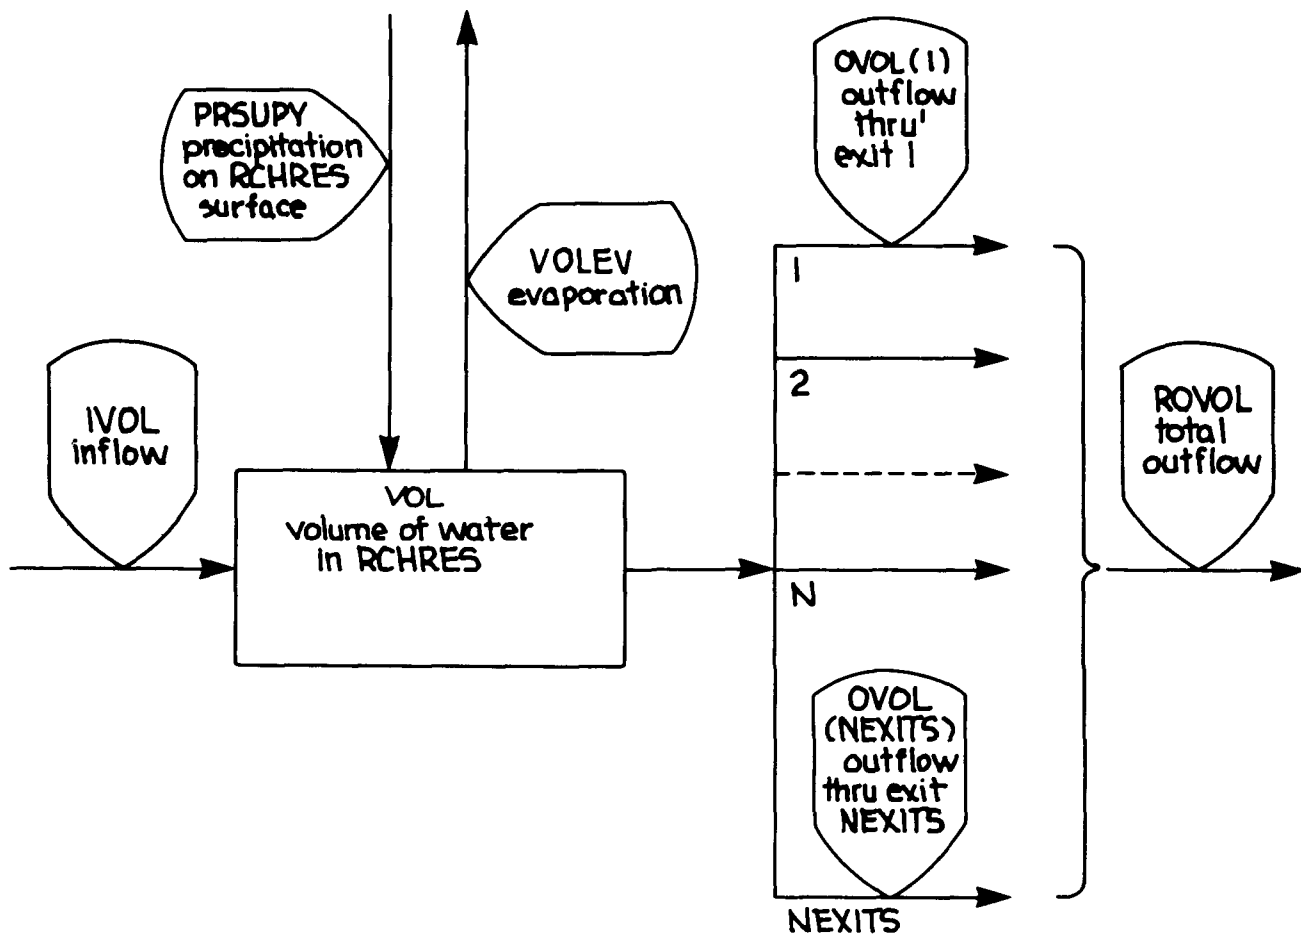 PRSUPY
precipitation
on RCHRES
surface
VOLEV
evaporation
OVOL(1)
outflow
thru'
exit 1
1
2
IVOL
inflow
VOL
volume of water
in RCHRES
N
ROVOL
total
outflow
OVOL
(NEXITS)
outflow
thru exit
NEXITS
NEXITS